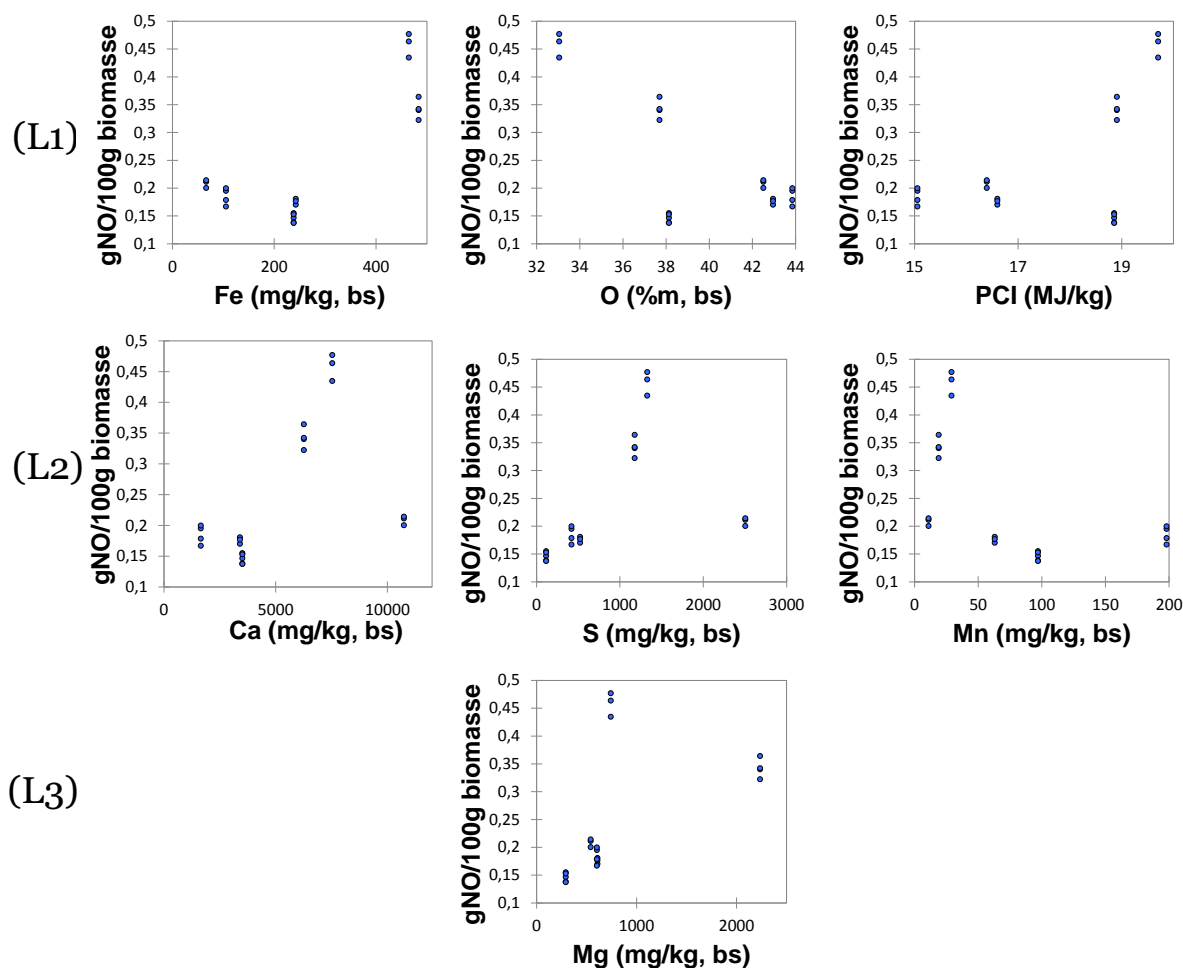 (L1)
gNO/100g biomasse
0,5
0,45
0,4
0,35
0,3
0,25
0,2
0,15
0,1
0 200 400
Fe (mg/kg, bs)
gNO/100g biomasse
0,5
0,45
0,4
0,35
0,3
0,25
0,2
0,15
0,1
32 34 36 38 40 42 44
O (%m, bs)
gNO/100g biomasse
0,5
0,45
0,4
0,35
0,3
0,25
0,2
0,15
0,1
15 17 19
PCI (MJ/kg)
(L2)
gNO/100g biomasse
0,5
0,45
0,4
0,35
0,3
0,25
0,2
0,15
0,1
0 5000 10000
Ca (mg/kg, bs)
gNO/100g biomasse
0,5
0,45
0,4
0,35
0,3
0,25
0,2
0,15
0,1
0 1000 2000 3000
S (mg/kg, bs)
gNO/100g biomasse
0,5
0,45
0,4
0,35
0,3
0,25
0,2
0,15
0,1
0 50 100 150 200
Mn (mg/kg, bs)
(L3)
gNO/100g biomasse
0,5
0,45
0,4
0,35
0,3
0,25
0,2
0,15
0,1
0 1000 2000
Mg (mg/kg, bs)